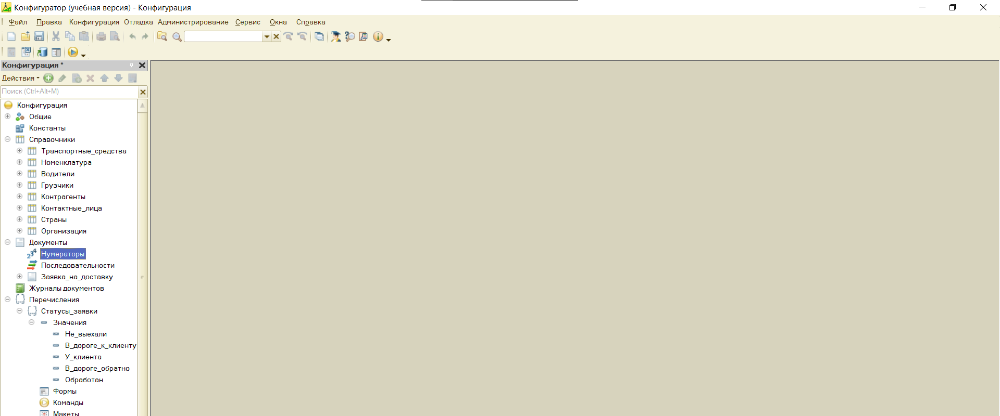 Конфигуратор (учебная версия) - Конфигурация
Файл Правка Конфигурация Отладка Администрирование Сервис Окна Справка
Конфигурация *
Действия
Поиск (Ctrl+Alt+M)
Конфигурация
Общие
Константы
Справочники
Транспортные_средства
Номенклатура
Водители
Грузчики
Контрагенты
Контактные_лица
Страны
Организация
Документы
Нумераторы
Последовательности
Заявка_на_доставку
Журналы документов
Перечисления
Статусы_заявки
Значения
Не_выехали
В_дороге_к_клиенту
У_клиента
В_дороге_обратно
Обработан
Формы
Команды
Макеты